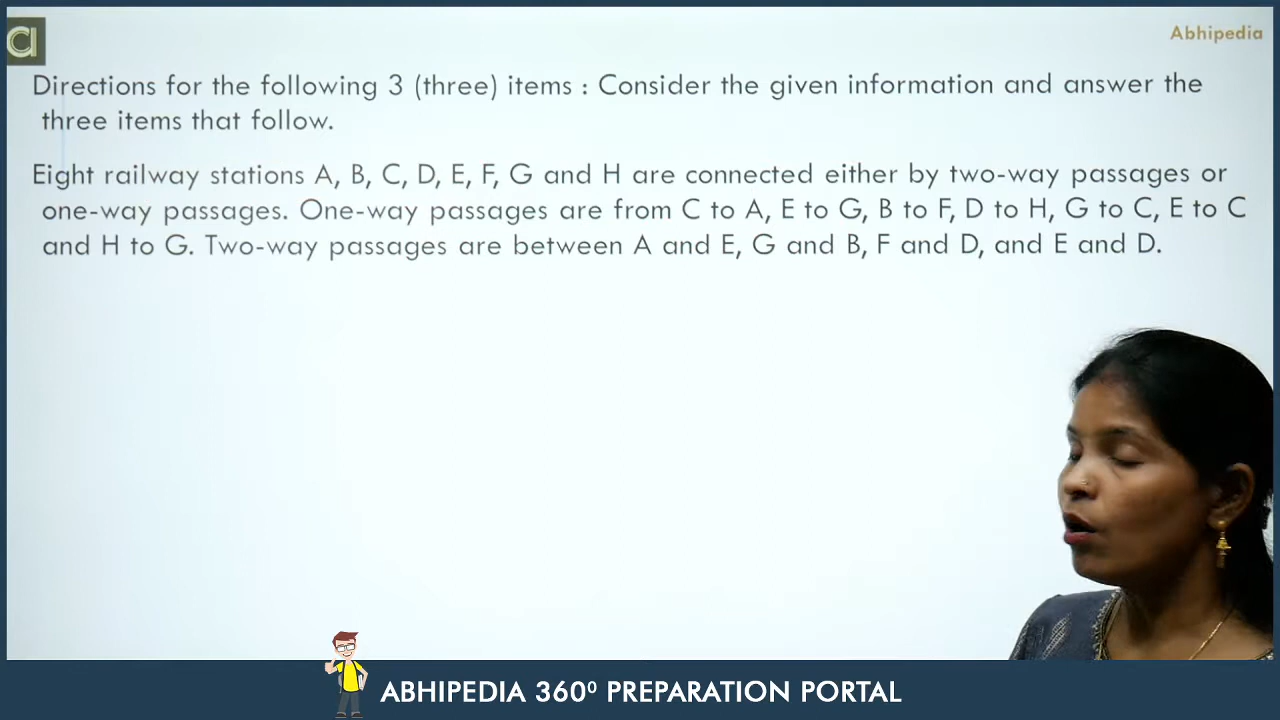 Abhipedia
Directions for the following 3 (three) items : Consider the given information and answer the
three items that follow.
Eight railway stations A, B, C, D, E, F, G and H are connected either by two-way passages or
one-way passages. One-way passages are from C to A, E to G, B to F, D to H, G to C, E to C
and H to G. Two-way passages are between A and E, G and B, F and D, and E and D.
ABHIPEDIA 360⁰ PREPARATION PORTAL